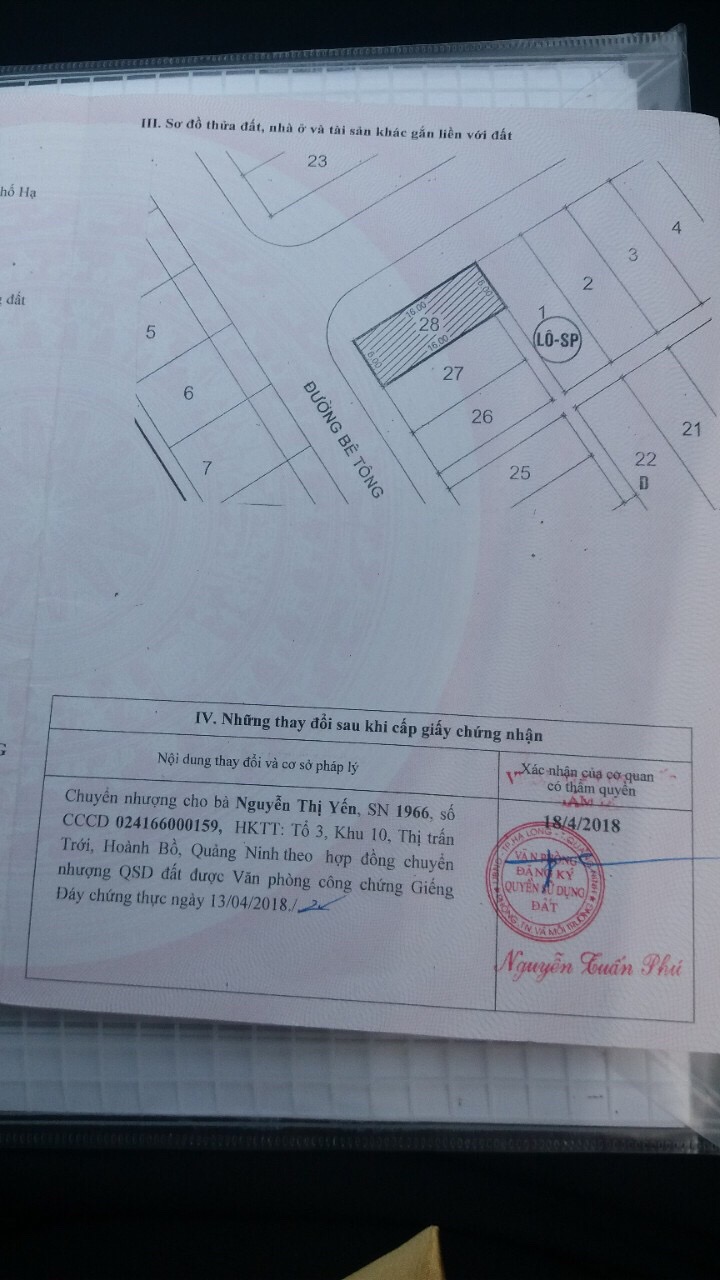 III. Sơ đồ thửa đất, nhà ở và tài sản khác gắn liền với đất
hố Hạ
đất
23
4
3
2
1
LÔ-SP
16.00
28
16.00
6.00
27
26
25
5
6
7
ĐƯỜNG BÊ TÔNG
21
22
D
IV. Những thay đổi sau khi cấp giấy chứng nhận
Nội dung thay đổi và cơ sở pháp lý
Xác nhận của cơ quan
có thẩm quyền
Chuyển nhượng cho bà Nguyễn Thị Yến, SN 1966, số
CCCD 024166000159, HKTT: Tổ 3, Khu 10, Thị trấn
Trới, Hoành Bồ, Quảng Ninh theo hợp đồng chuyển
nhượng QSD đất được Văn phòng công chứng Giếng
Đáy chứng thực ngày 13/04/2018./
18/4/2018
VĂN PHÒNG
ĐĂNG KÝ
QUYỀN SỬ DỤNG
ĐẤT
Nguyễn Tuấn Phú